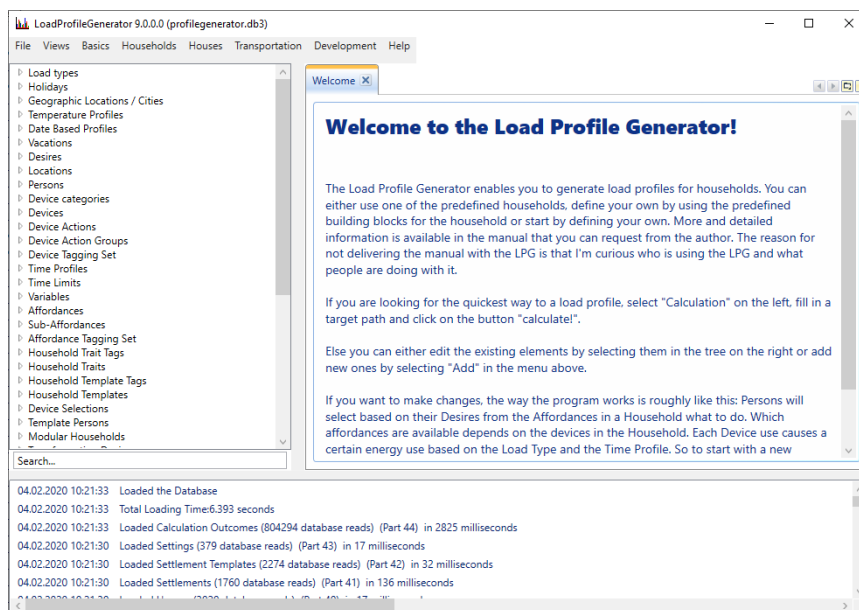 LoadProfileGenerator 9.0.0.0 (profilegenerator.db3)
File Views Basics Households Houses Transportation Development Help
Load types
Holidays
Geographic Locations / Cities
Temperature Profiles
Date Based Profiles
Vacations
Desires
Locations
Persons
Device categories
Devices
Device Actions
Device Action Groups
Device Tagging Set
Time Profiles
Time Limits
Variables
Affordances
Sub-Affordances
Affordance Tagging Set
Household Trait Tags
Household Traits
Household Template Tags
Household Templates
Device Selections
Template Persons
Modular Households
Search...
Welcome
Welcome to the Load Profile Generator!
The Load Profile Generator enables you to generate load profiles for households. You can
either use one of the predefined households, define your own by using the predefined
building blocks for the household or start by defining your own. More and detailed
information is available in the manual that you can request from the author. The reason for
not delivering the manual with the LPG is that I'm curious who is using the LPG and what
people are doing with it.
If you are looking for the quickest way to a load profile, select "Calculation" on the left, fill in a
target path and click on the button "calculate!".
Else you can either edit the existing elements by selecting them in the tree on the right or add
new ones by selecting "Add" in the menu above.
If you want to make changes, the way the program works is roughly like this: Persons will
select based on their Desires from the Affordances in a Household what to do. Which
affordances are available depends on the devices in the Household. Each Device use causes a
certain energy use based on the Load Type and the Time Profile. So to start with a new
04.02.2020 10:21:33 Loaded the Database
04.02.2020 10:21:33 Total Loading Time:6.393 seconds
04.02.2020 10:21:33 Loaded Calculation Outcomes (804294 database reads) (Part 44) in 2825 milliseconds
04.02.2020 10:21:30 Loaded Settings (379 database reads) (Part 43) in 17 milliseconds
04.02.2020 10:21:30 Loaded Settlement Templates (2274 database reads) (Part 42) in 32 milliseconds
04.02.2020 10:21:30 Loaded Settlements (1760 database reads) (Part 41) in 136 milliseconds